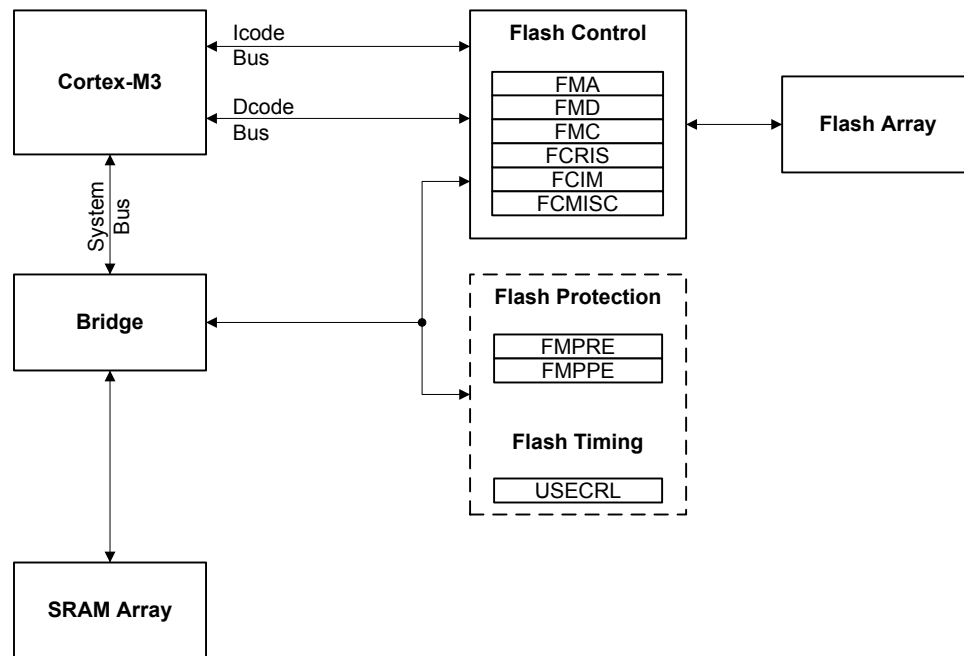 Cortex-M3
Icode
Bus
Dcode
Bus
System
Bus
Flash Control
FMA
FMD
FMC
FCRIS
FCIM
FCMISC
Flash Array
Bridge
Flash Protection
FMPRE
FMPPE
Flash Timing
USECRL
SRAM Array